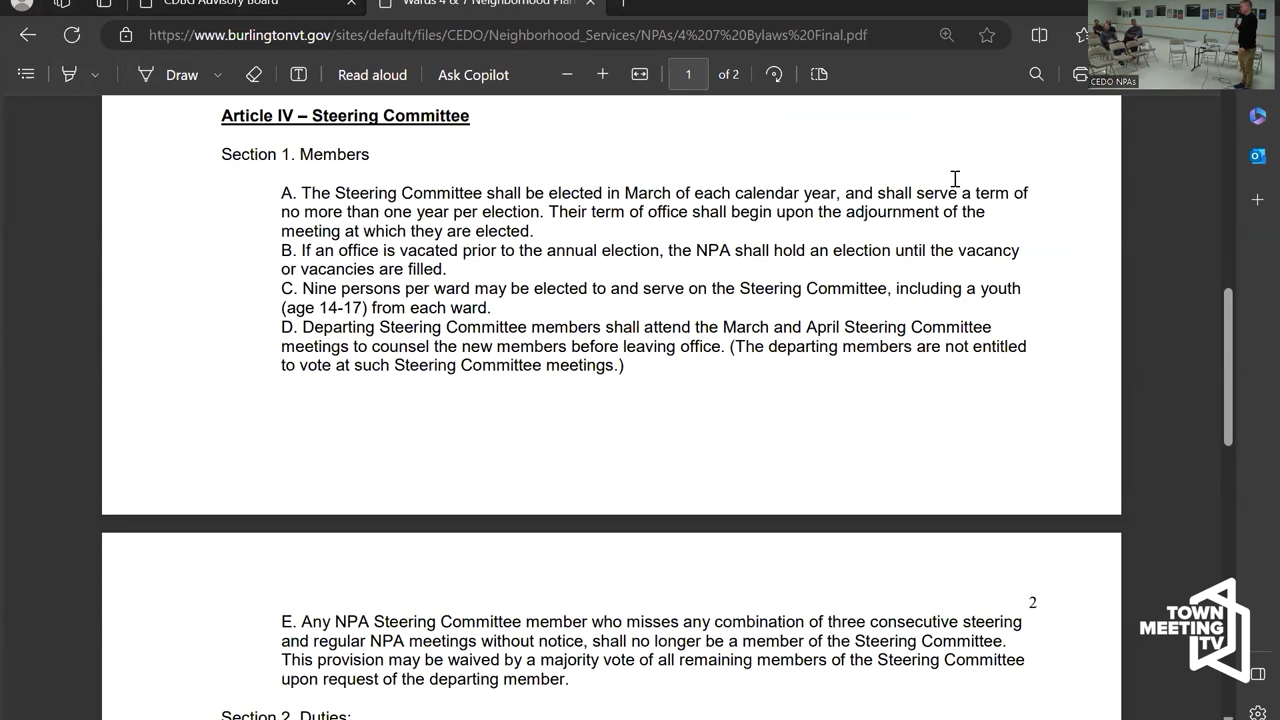 CDBG Advisory Board
Wards 4 & 7 Neighborhood Plan
https://www.burlingtonvt.gov/sites/default/files/CEDO/Neighborhood_Services/NPAs/4%207%20Bylaws%20Final.pdf
Draw
Read aloud
Ask Copilot
1
of 2
CEDO NPAs
Article IV – Steering Committee
Section 1. Members
A. The Steering Committee shall be elected in March of each calendar year, and shall serve a term of
no more than one year per election. Their term of office shall begin upon the adjournment of the
meeting at which they are elected.
B. If an office is vacated prior to the annual election, the NPA shall hold an election until the vacancy
or vacancies are filled.
C. Nine persons per ward may be elected to and serve on the Steering Committee, including a youth
(age 14-17) from each ward.
D. Departing Steering Committee members shall attend the March and April Steering Committee
meetings to counsel the new members before leaving office. (The departing members are not entitled
to vote at such Steering Committee meetings.)
2
E. Any NPA Steering Committee member who misses any combination of three consecutive steering
and regular NPA meetings without notice, shall no longer be a member of the Steering Committee.
This provision may be waived by a majority vote of all remaining members of the Steering Committee
upon request of the departing member.
Section 2. Duties:
TOWN
MEETING
TV